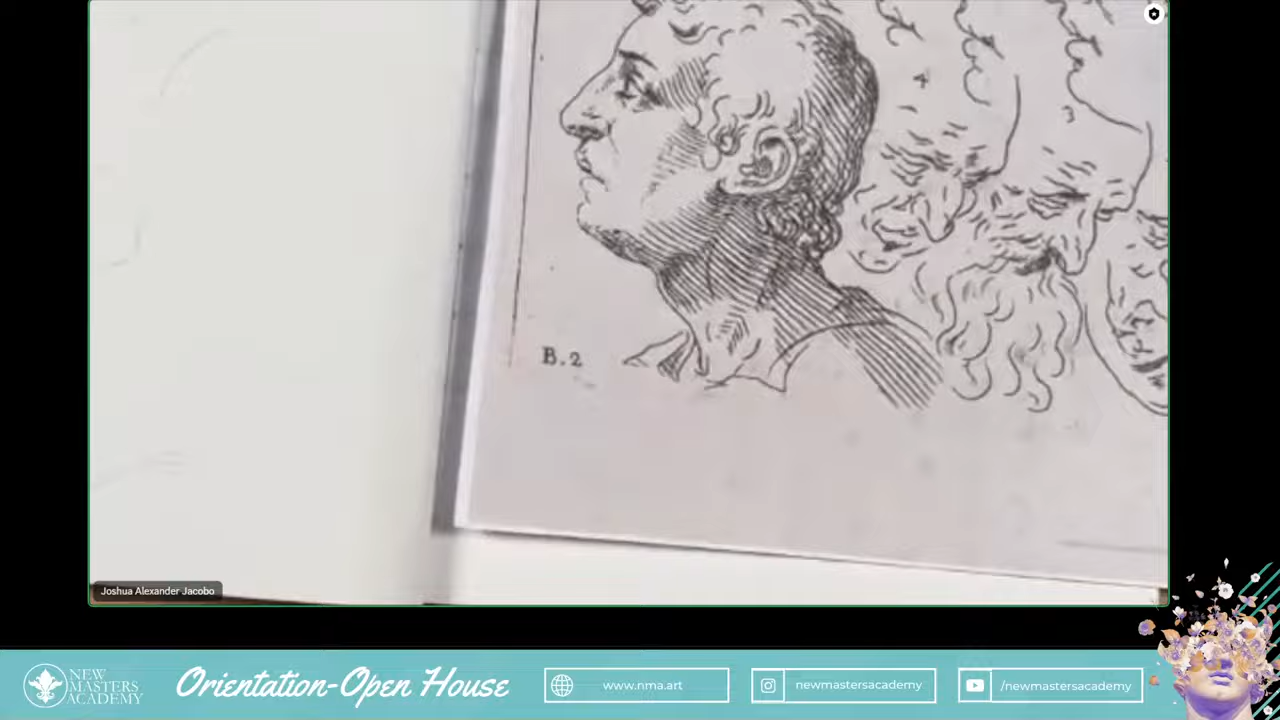 B.2
Joshua Alexander Jacobo
NEW
MASTERS
ACADEMY
Orientation-Open House
www.nma.art
newmastersacademy
/newmastersacademy